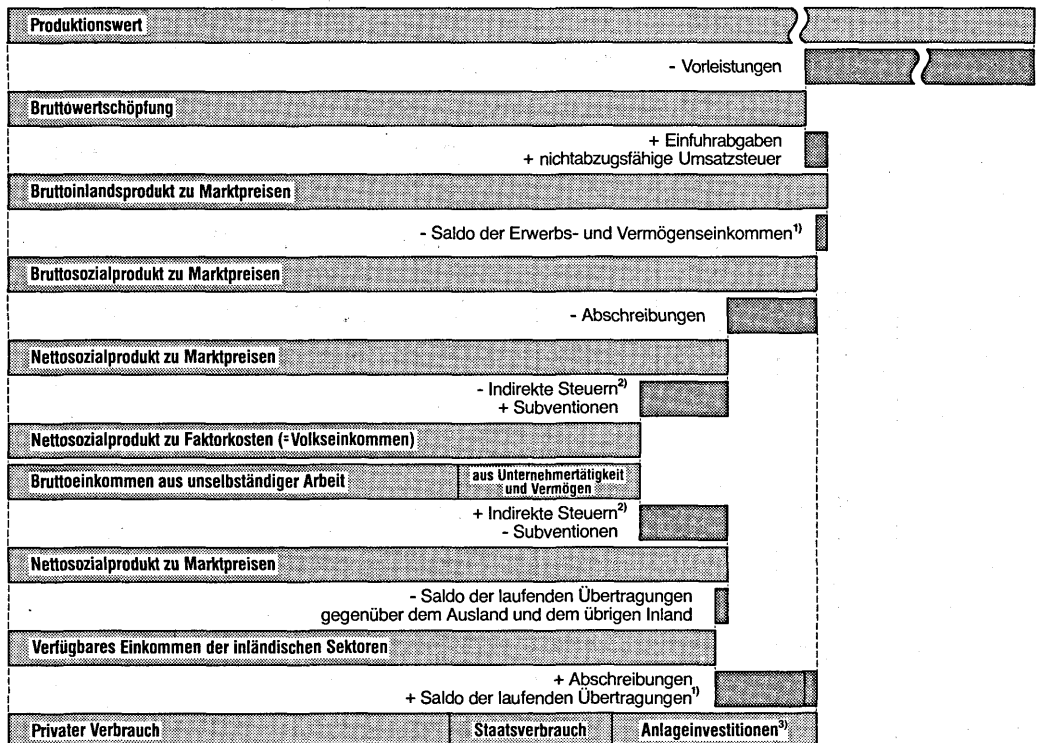 Produktionswert
- Vorleistungen
Bruttowertschöpfung
+ Einfuhrabgaben
+ nichtabzugsfähige Umsatzsteuer
Bruttoinlandsprodukt zu Marktpreisen
- Saldo der Erwerbs- und Vermögenseinkommen¹⁾
Bruttosozialprodukt zu Marktpreisen
- Abschreibungen
Nettosozialprodukt zu Marktpreisen
- Indirekte Steuern²⁾
+ Subventionen
Nettosozialprodukt zu Faktorkosten (=Volkseinkommen)
Bruttoeinkommen aus unselbständiger Arbeit
aus Unternehmertätigkeit
und Vermögen
+ Indirekte Steuern²⁾
- Subventionen
Nettosozialprodukt zu Marktpreisen
- Saldo der laufenden Übertragungen
gegenüber dem Ausland und dem übrigen Inland
Verfügbares Einkommen der inländischen Sektoren
+ Abschreibungen
+ Saldo der laufenden Übertragungen¹⁾
Privater Verbrauch
Staatsverbrauch
Anlageinvestitionen³⁾